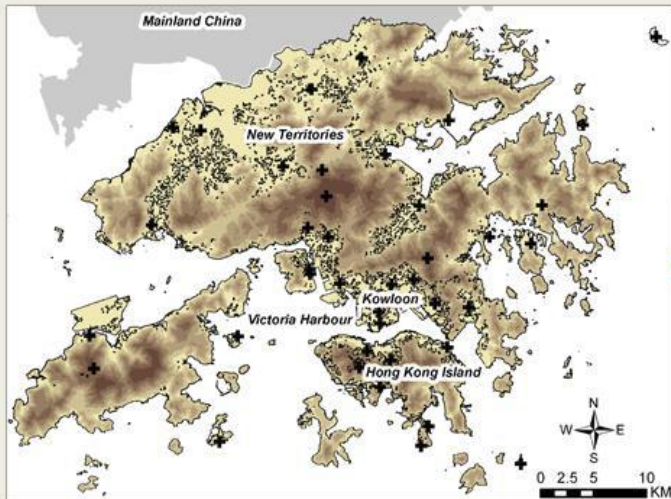 Mainland China
New Territories
Kowloon
Victoria Harbour
Hong Kong Island
N
W E
S
0 2.5 5 10
KM